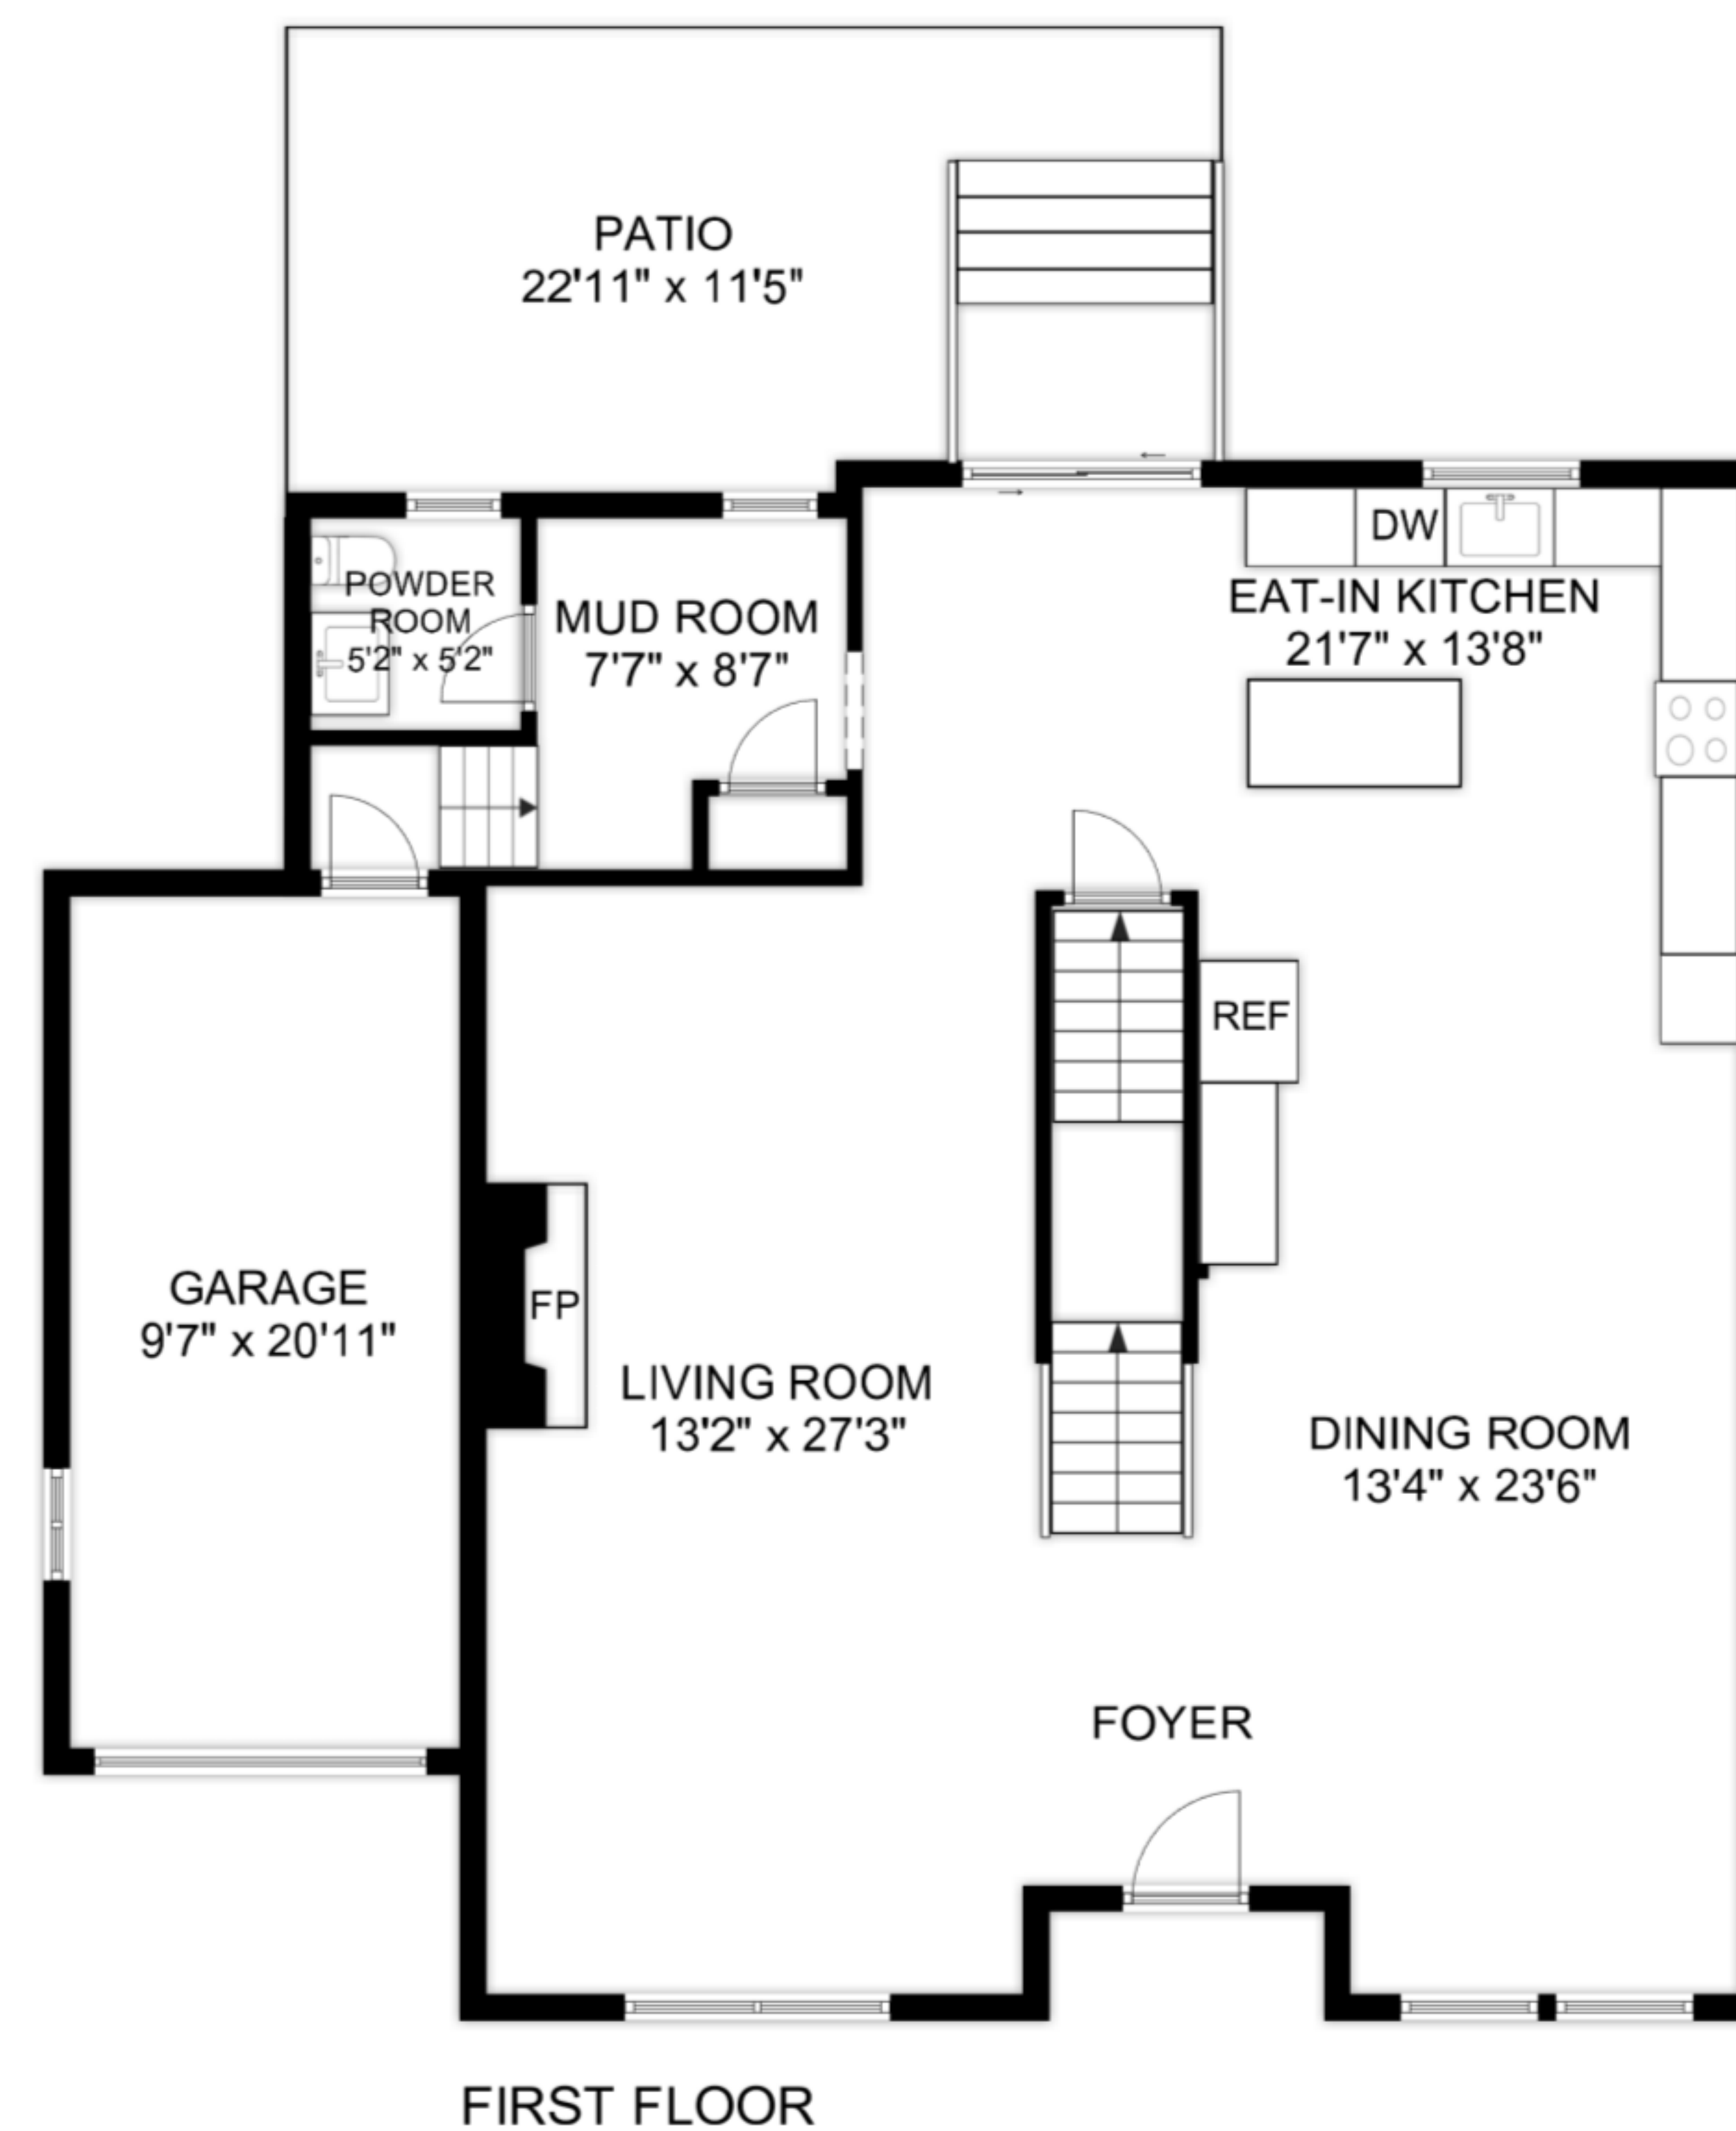 PATIO
22'11" x 11'5"
DW
POWDER
ROOM
5'2" x 5'2"
MUD ROOM
7'7" x 8'7"
EAT-IN KITCHEN
21'7" x 13'8"
REF
GARAGE
9'7" x 20'11"
FP
LIVING ROOM
13'2" x 27'3"
DINING ROOM
13'4" x 23'6"
FOYER
FIRST FLOOR